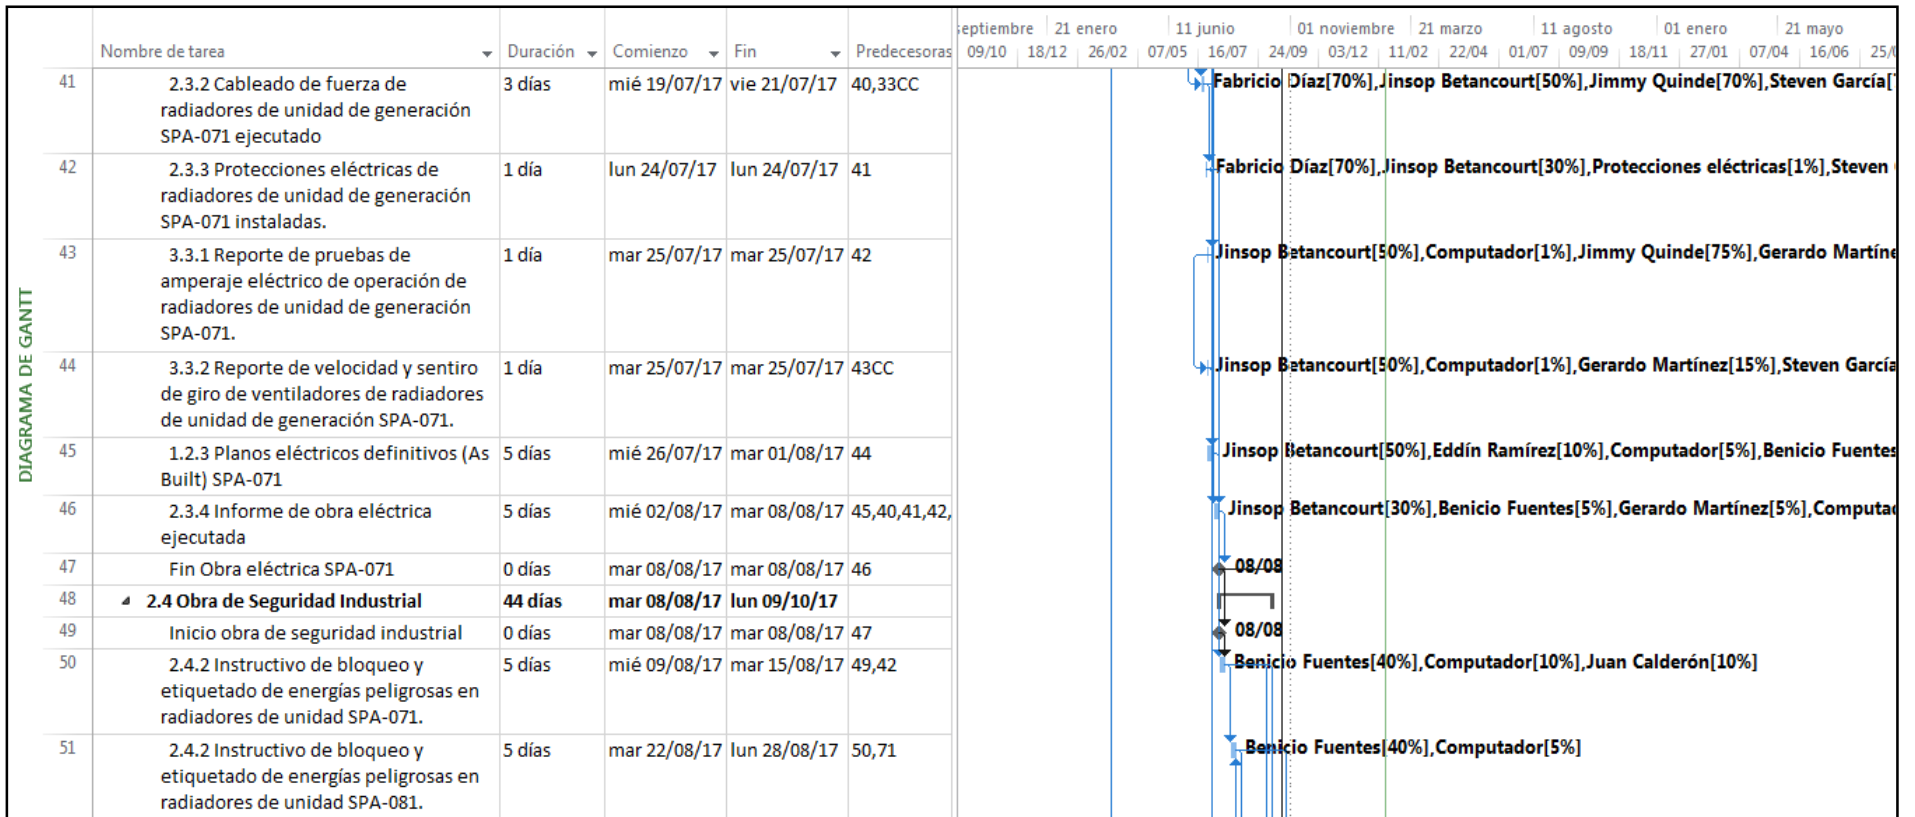 septiembre 21 enero 11 junio 01 noviembre 21 marzo 11 agosto 01 enero 21 mayo
Nombre de tarea Duración Comienzo Fin Predecesoras 09/10 18/12 26/02 07/05 16/07 24/09 03/12 11/02 22/04 01/07 09/09 18/11 27/01 07/04 16/06
DIAGRAMA DE GANTT
41 2.3.2 Cableado de fuerza de 3 días mié 19/07/17 vie 21/07/17 40,33CC Fabricio Díaz[70%],Jinsop Betancourt[50%],Jimmy Quinde[70%],Steven García[
radiadores de unidad de generación
SPA-071 ejecutado
42 2.3.3 Protecciones eléctricas de 1 día lun 24/07/17 lun 24/07/17 41 Fabricio Díaz[70%],Jinsop Betancourt[30%],Protecciones eléctricas[1%],Steven
radiadores de unidad de generación
SPA-071 instaladas.
43 3.3.1 Reporte de pruebas de 1 día mar 25/07/17 mar 25/07/17 42 Jinsop Betancourt[50%],Computador[1%],Jimmy Quinde[75%],Gerardo Martíne
amperaje eléctrico de operación de
radiadores de unidad de generación
SPA-071.
44 3.3.2 Reporte de velocidad y sentiro 1 día mar 25/07/17 mar 25/07/17 43CC Jinsop Betancourt[50%],Computador[1%],Gerardo Martínez[15%],Steven García
de giro de ventiladores de radiadores
de unidad de generación SPA-071.
45 1.2.3 Planos eléctricos definitivos (As 5 días mié 26/07/17 mar 01/08/17 44 Jinsop Betancourt[50%],Eddín Ramírez[10%],Computador[5%],Benicio Fuentes
Built) SPA-071
46 2.3.4 Informe de obra eléctrica 5 días mié 02/08/17 mar 08/08/17 45,40,41,42, Jinsop Betancourt[30%],Benicio Fuentes[5%],Gerardo Martínez[5%],Computa
ejecutada
47 Fin Obra eléctrica SPA-071 0 días mar 08/08/17 mar 08/08/17 46 08/08
48 2.4 Obra de Seguridad Industrial 44 días mar 08/08/17 lun 09/10/17
49 Inicio obra de seguridad industrial 0 días mar 08/08/17 mar 08/08/17 47 08/08
50 2.4.2 Instructivo de bloqueo y 5 días mié 09/08/17 mar 15/08/17 49,42 Benicio Fuentes[40%],Computador[10%],Juan Calderón[10%]
etiquetado de energías peligrosas en
radiadores de unidad SPA-071.
51 2.4.2 Instructivo de bloqueo y 5 días mar 22/08/17 lun 28/08/17 50,71 Benicio Fuentes[40%],Computador[5%]
etiquetado de energías peligrosas en
radiadores de unidad SPA-081.